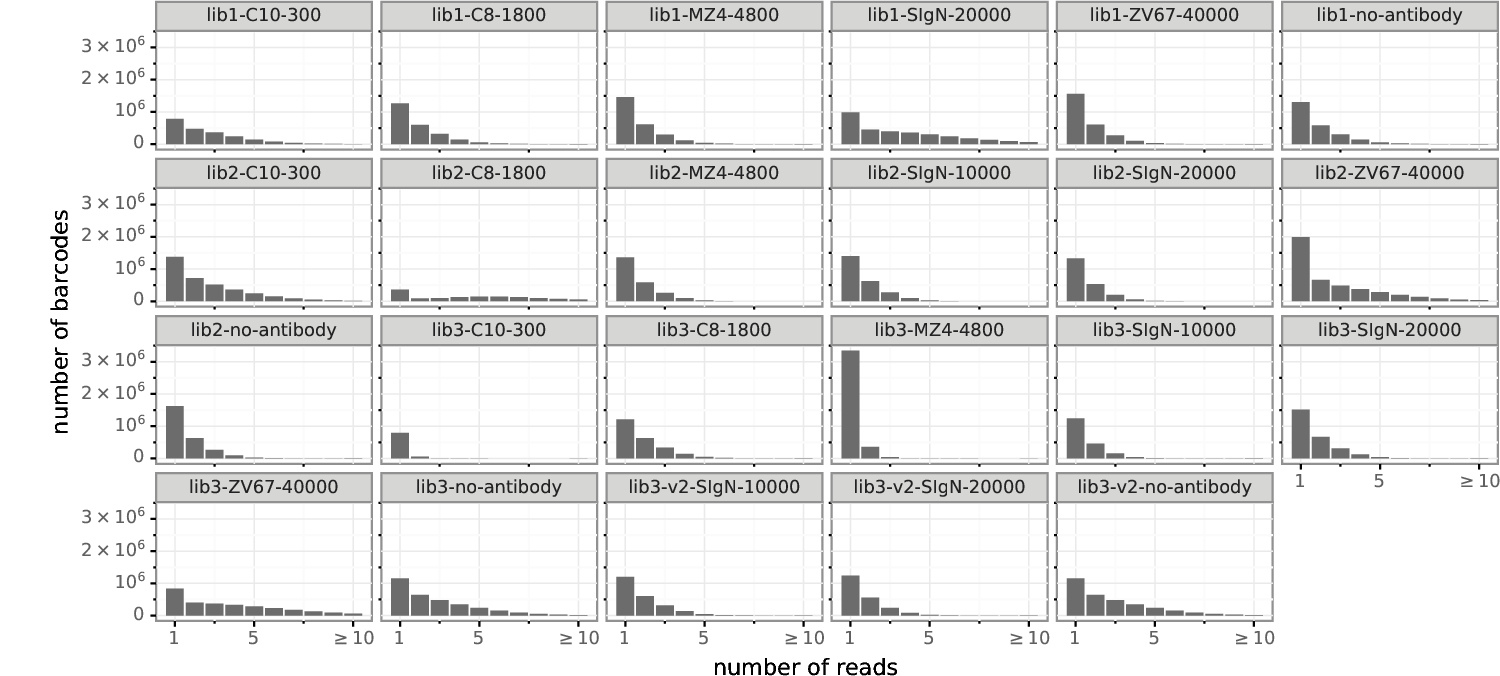 lib1-C10-300 lib1-C8-1800 lib1-MZ4-4800 lib1-SIgN-20000 lib1-ZV67-40000 lib1-no-antibody
3 × 10⁶
2 × 10⁶
10⁶
0
lib2-C10-300 lib2-C8-1800 lib2-MZ4-4800 lib2-SIgN-10000 lib2-SIgN-20000 lib2-ZV67-40000
3 × 10⁶
2 × 10⁶
10⁶
0
number of barcodes
lib2-no-antibody lib3-C10-300 lib3-C8-1800 lib3-MZ4-4800 lib3-SIgN-10000 lib3-SIgN-20000
3 × 10⁶
2 × 10⁶
10⁶
0
1 5 ≥ 10
lib3-ZV67-40000 lib3-no-antibody lib3-v2-SIgN-10000 lib3-v2-SIgN-20000 lib3-v2-no-antibody
3 × 10⁶
2 × 10⁶
10⁶
0
1 5 ≥ 10 1 5 ≥ 10 1 5 ≥ 10 1 5 ≥ 10 1 5 ≥ 10
number of reads